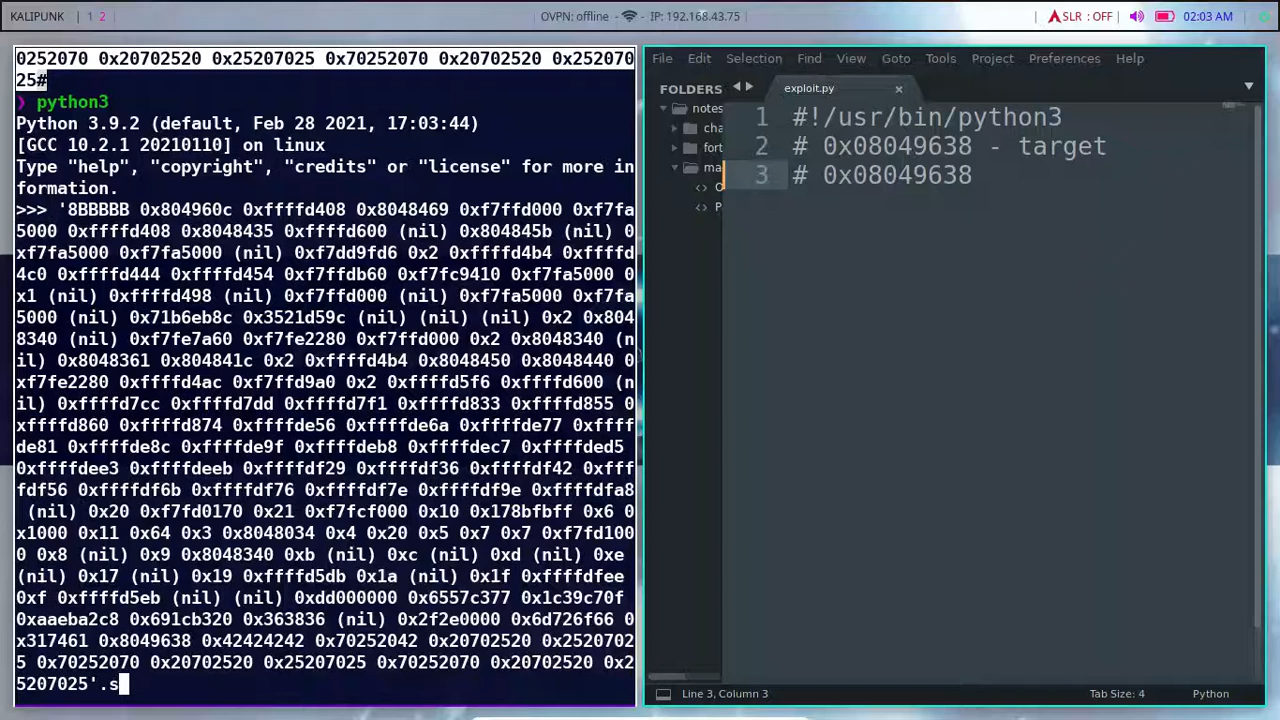 KALIPUNK 1 2 OVPN: offline - IP: 192.168.43.75 ASLR : OFF 02:03 AM
0252070 0x20702520 0x25207025 0x70252070 0x20702520 0x252070
25#
❯ python3
Python 3.9.2 (default, Feb 28 2021, 17:03:44)
[GCC 10.2.1 20210110] on linux
Type "help", "copyright", "credits" or "license" for more in
formation.
>>> '8BBBBB 0x804960c 0xffffd408 0x8048469 0xf7ffd000 0xf7fa
5000 0xffffd408 0x8048435 0xffffd600 (nil) 0x804845b (nil) 0
xf7fa5000 0xf7fa5000 (nil) 0xf7dd9fd6 0x2 0xffffd4b4 0xffffd
4c0 0xffffd444 0xffffd454 0xf7ffdb60 0xf7fc9410 0xf7fa5000 0
x1 (nil) 0xffffd498 (nil) 0xf7ffd000 0xf7fa5000 0xf7fa
5000 (nil) 0x71b6eb8c 0x3521d59c (nil) (nil) (nil) 0x2 0x804
8340 (nil) 0xf7fe7a60 0xf7fe2280 0xf7ffd000 0x2 0x8048340 (n
il) 0x8048361 0x804841c 0x2 0xffffd4b4 0x8048450 0x8048440 0
xf7fe2280 0xffffd4ac 0xf7ffd9a0 0x2 0xffffd5f6 0xffffd600 (n
il) 0xffffd7cc 0xffffd7dd 0xffffd7f1 0xffffd833 0xffffd855 0
xffffd860 0xffffd874 0xffffde56 0xffffde6a 0xffffde77 0xffff
de81 0xffffde8c 0xffffde9f 0xffffdeb8 0xffffdec7 0xffffded5
0xffffdee3 0xffffdeeb 0xffffdf29 0xffffdf36 0xffffdf42 0xfff
fdf56 0xffffdf6b 0xffffdf76 0xffffdf7e 0xffffdf9e 0xffffdfa8
(nil) 0x20 0xf7fd0170 0x21 0xf7fcf000 0x10 0x178bfbff 0x6 0
x1000 0x11 0x64 0x3 0x8048034 0x4 0x20 0x5 0x7 0x7 0xf7fd100
0 0x8 (nil) 0x9 0x8048340 0xb (nil) 0xc (nil) 0xd (nil) 0xe
(nil) 0x17 (nil) 0x19 0xffffd5db 0x1a (nil) 0x1f 0xffffdfee
0xf 0xffffd5eb (nil) (nil) 0xdd000000 0x6557c377 0x1c39c70f
0xaaeba2c8 0x691cb320 0x363836 (nil) 0x2f2e0000 0x6d726f66 0
x317461 0x8049638 0x42424242 0x70252042 0x20702520 0x2520702
5 0x70252070 0x20702520 0x25207025 0x70252070 0x20702520 0x2
5207025'.s
File Edit Selection Find View Goto Tools Project Preferences Help
FOLDERS
notes
cha
fort
ma
exploit.py
1 #!/usr/bin/python3
2 # 0x08049638 - target
3 # 0x08049638
Line 3, Column 3 Tab Size: 4 Python